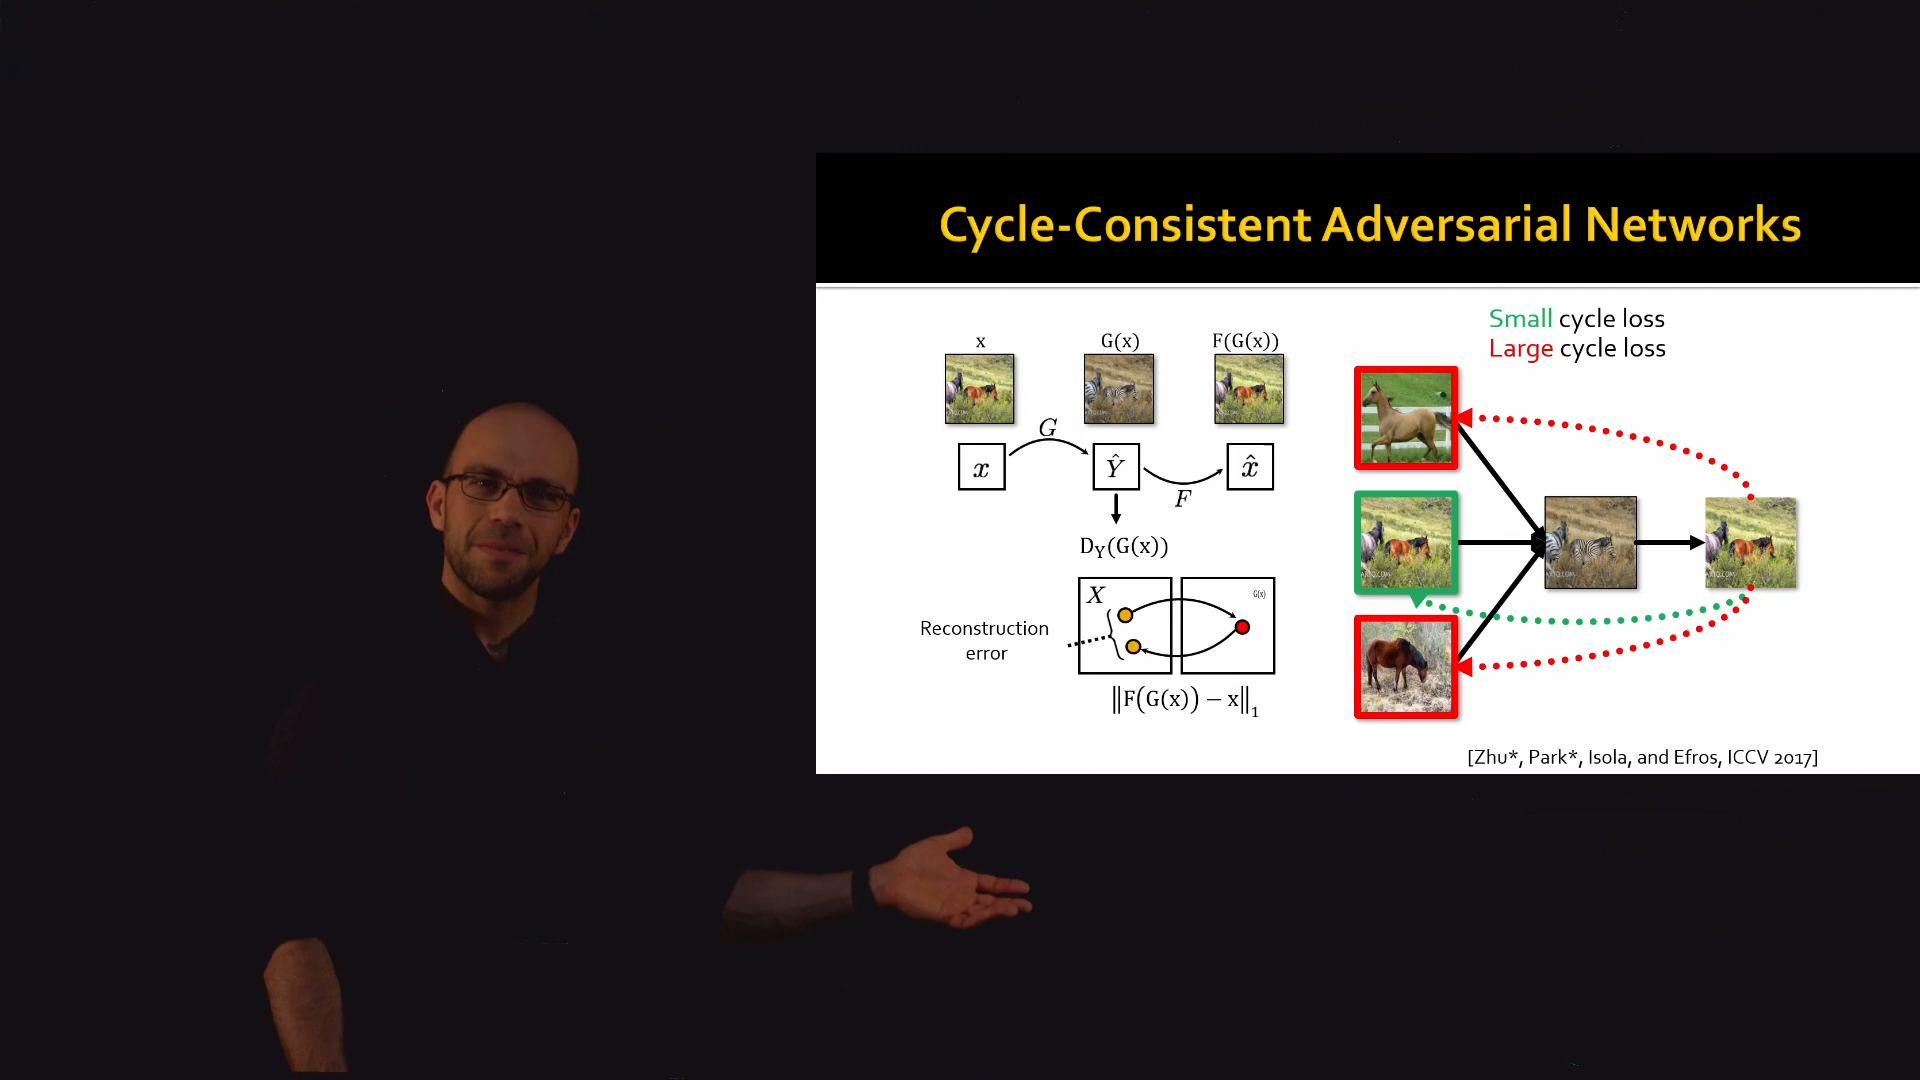 Cycle-Consistent Adversarial Networks
Small cycle loss
Large cycle loss
x
G(x)
F(G(x))
G
x
Ŷ
x̂
F
D_Y(G(x))
X
G(x)
Reconstruction
error
‖F(G(x)) − x‖₁
[Zhu*, Park*, Isola, and Efros, ICCV 2017]